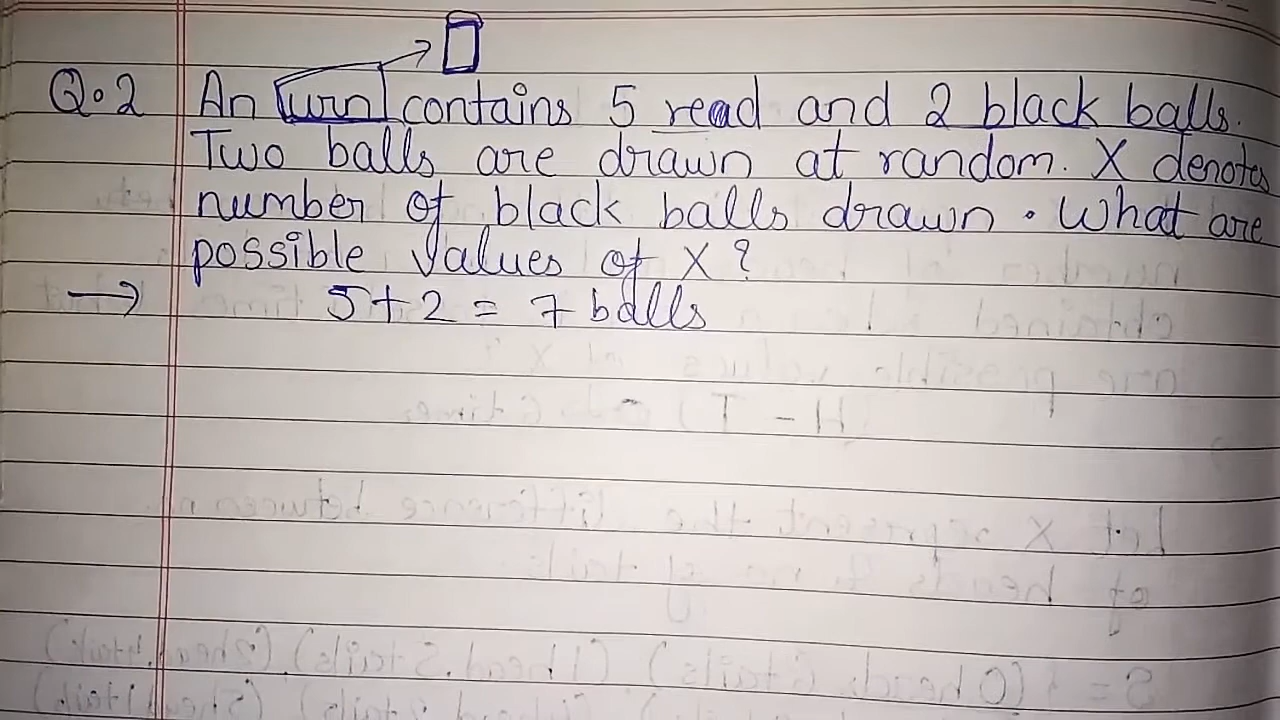 Q.2 An urn contains 5 read and 2 black balls.
Two balls are drawn at random. X denotes
number of black balls drawn. What are
possible values of X?
→ 5+2 = 7 balls